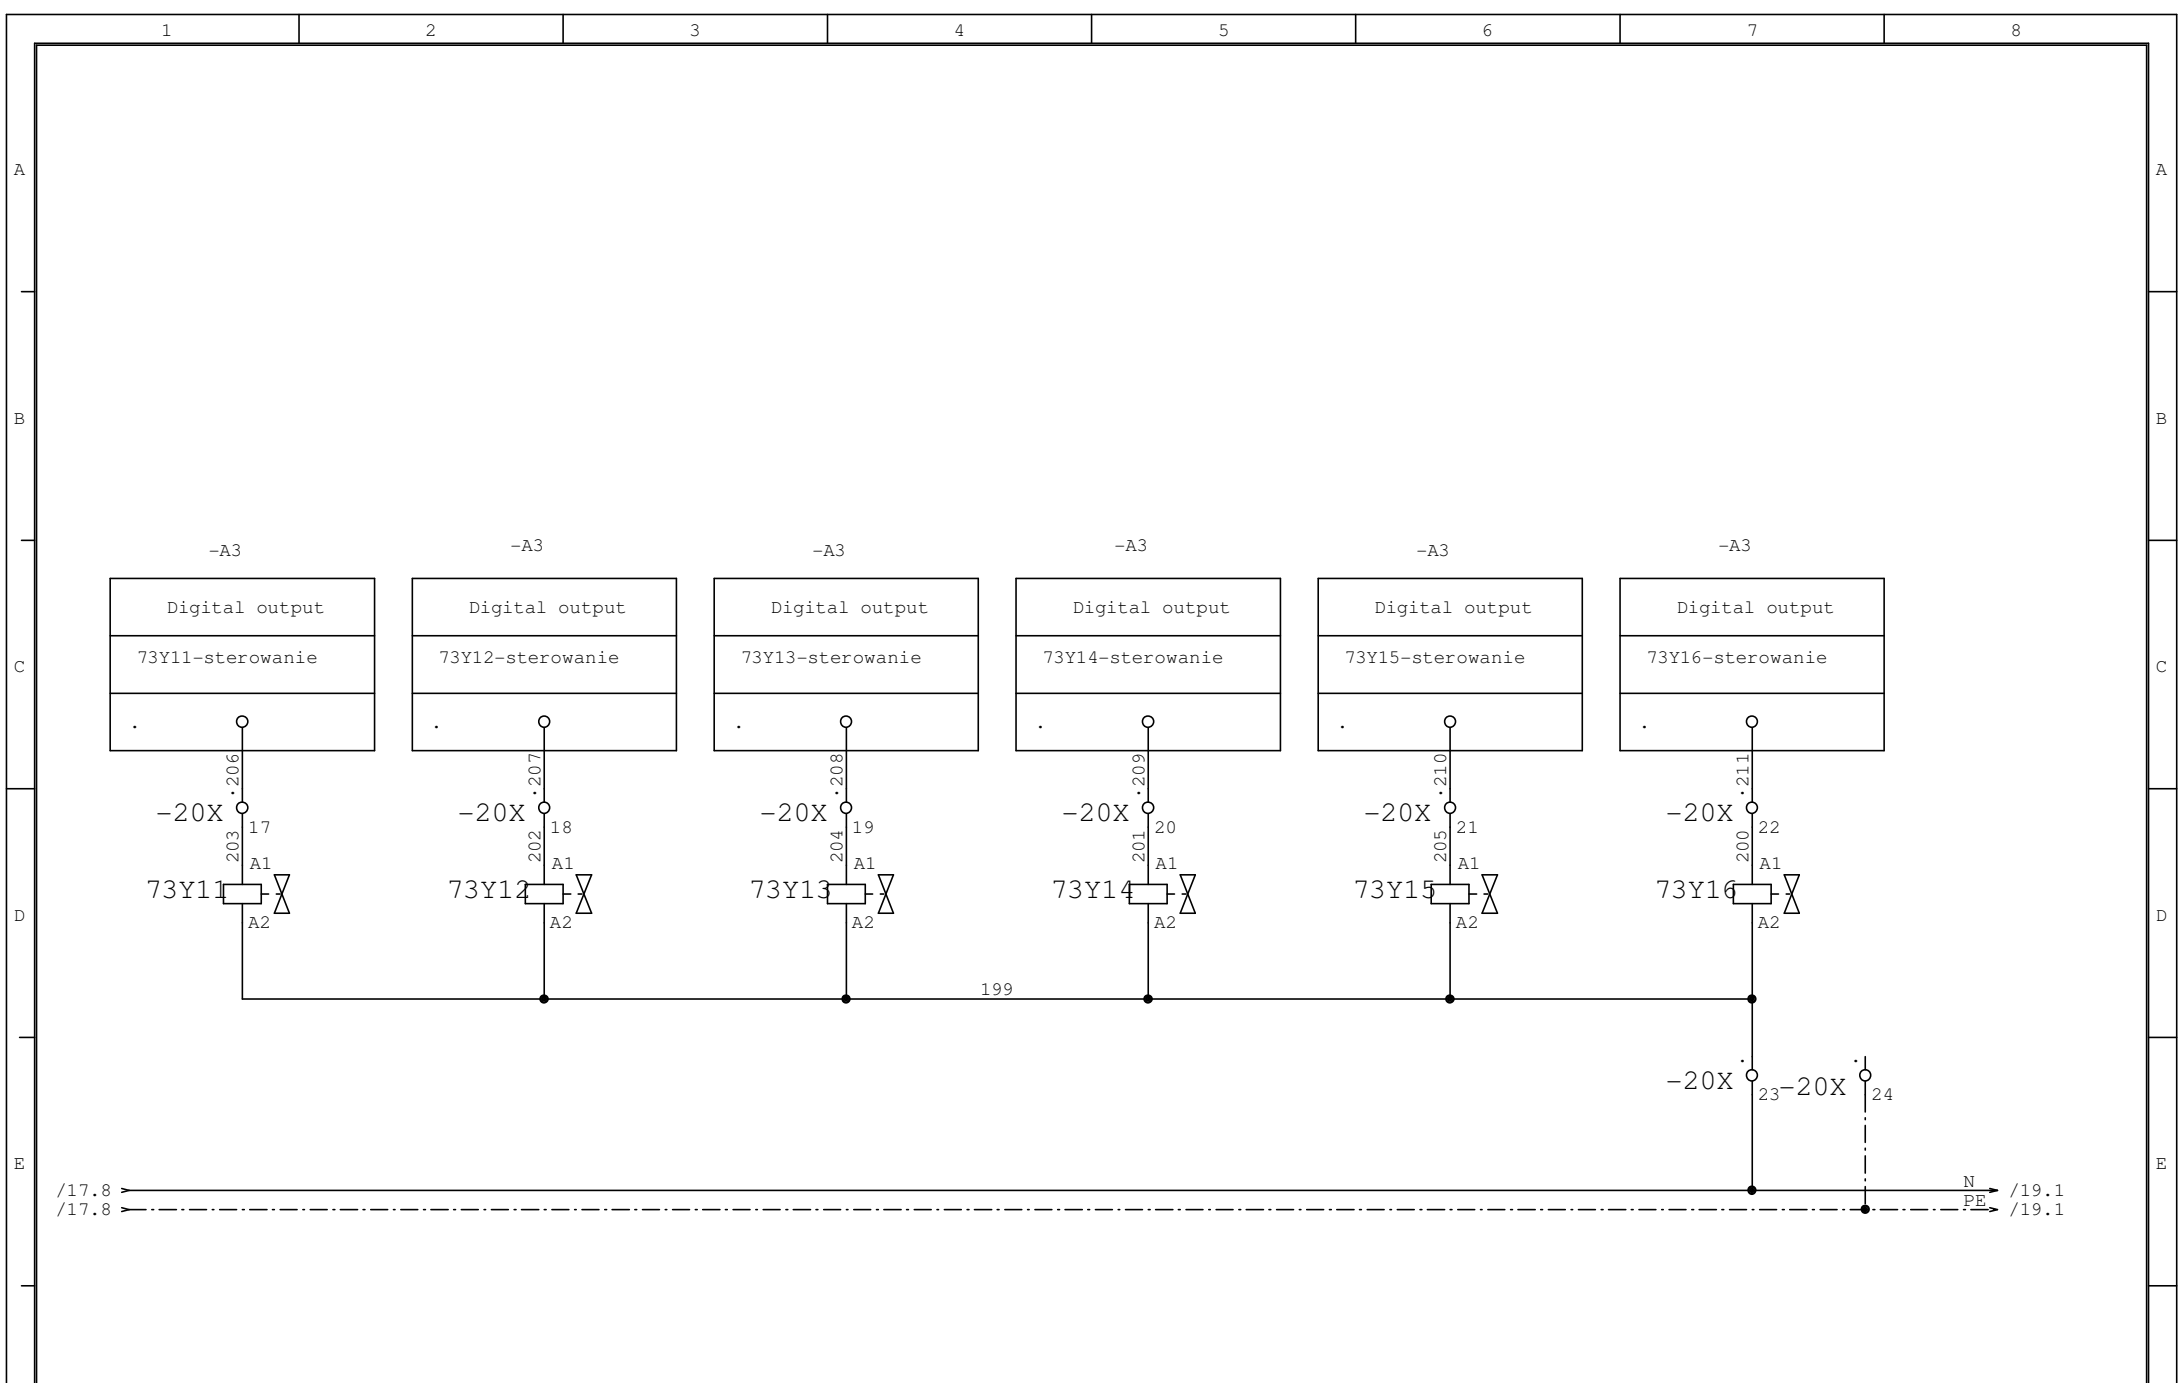 1 2 3 4 5 6 7 8
A A
B B
-A3 -A3 -A3 -A3 -A3 -A3
Digital output Digital output Digital output Digital output Digital output Digital output
73Y11-sterowanie 73Y12-sterowanie 73Y13-sterowanie 73Y14-sterowanie 73Y15-sterowanie 73Y16-sterowanie
C C
. . . . . .
.206 .207 .208 .209 .210 .211
-20X 17 -20X 18 -20X 19 -20X 20 -20X 21 -20X 22
203 202 204 201 205 200
A1 A1 A1 A1 A1 A1
73Y11 73Y12 73Y13 73Y14 73Y15 73Y16
A2 A2 A2 A2 A2 A2
D D
199
. .
-20X 23 -20X 24
E E
/17.8 N /19.1
/17.8 PE /19.1